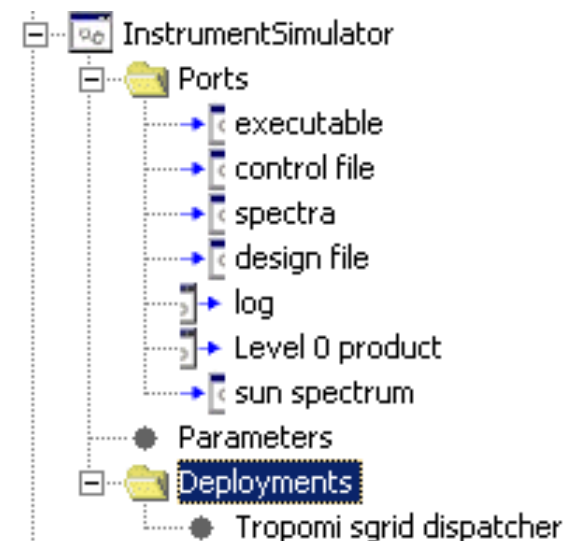 InstrumentSimulator
Ports
executable
control file
spectra
design file
log
Level 0 product
sun spectrum
Parameters
Deployments
Tropomi sgrid dispatcher